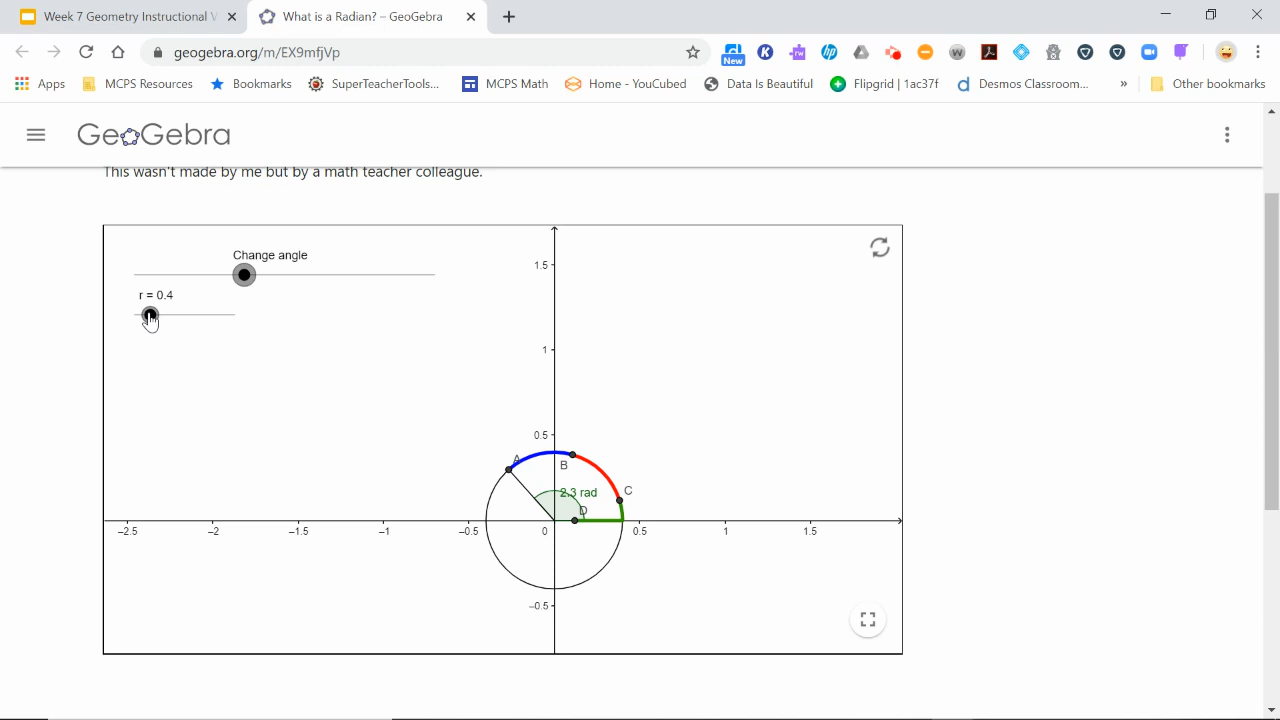 Week 7 Geometry Instructional V
What is a Radian? – GeoGebra
geogebra.org/m/EX9mfjVp
New
K
rw
hp
W
Apps
MCPS Resources
Bookmarks
SuperTeacherTools...
MCPS Math
Home - YouCubed
Data Is Beautiful
Flipgrid | 1ac37f
Desmos Classroom...
»
Other bookmarks
GeoGebra
This wasn't made by me but by a math teacher colleague.
Change angle
r = 0.4
1.5
1
0.5
A
B
2.3 rad
C
D
–2.5
–2
–1.5
–1
–0.5
0
0.5
1
1.5
–0.5